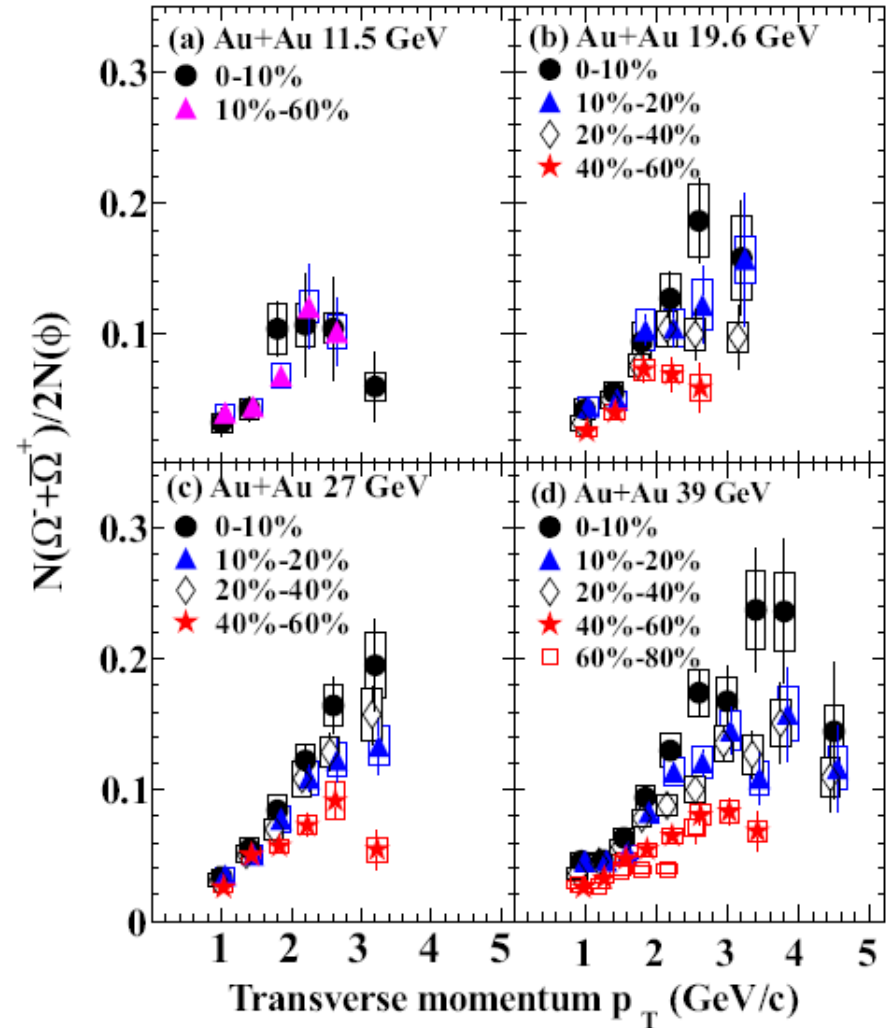 (a) Au+Au 11.5 GeV
0-10%
10%-60%
(b) Au+Au 19.6 GeV
0-10%
10%-20%
20%-40%
40%-60%
0.3
0.2
0.1
(c) Au+Au 27 GeV
0-10%
10%-20%
20%-40%
40%-60%
(d) Au+Au 39 GeV
0-10%
10%-20%
20%-40%
40%-60%
60%-80%
0.3
0.2
0.1
0
N(Ω⁻+Ω̅⁺)/2N(ϕ)
1 2 3 4 5
1 2 3 4 5
Transverse momentum p_T (GeV/c)